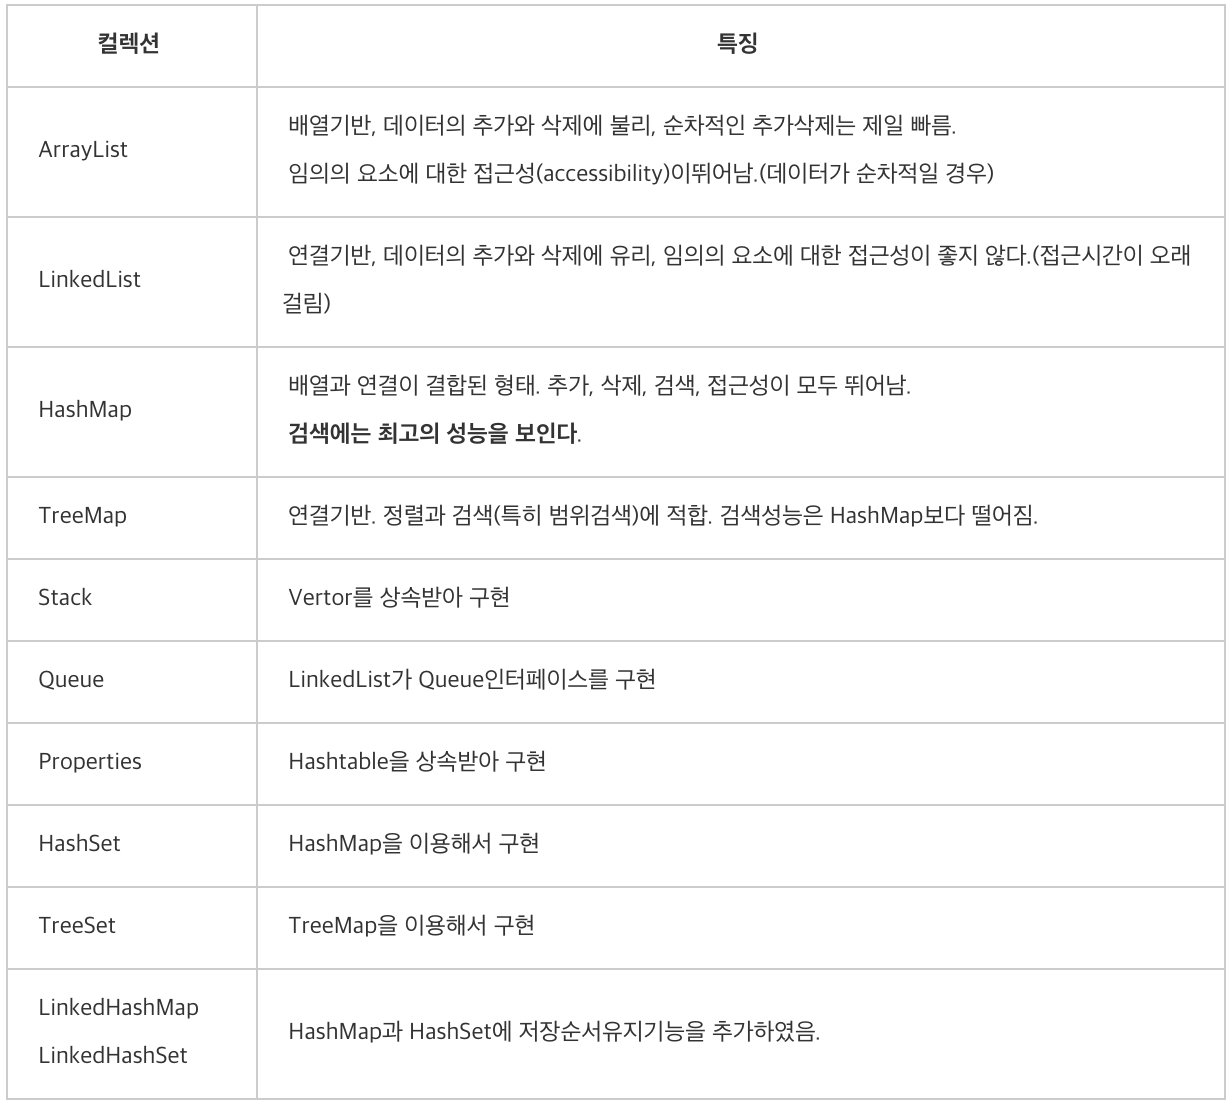 컬렉션 특징
ArrayList
배열기반, 데이터의 추가와 삭제에 불리, 순차적인 추가삭제는 제일 빠름.
임의의 요소에 대한 접근성(accessibility)이뛰어남.(데이터가 순차적일 경우)
LinkedList
연결기반, 데이터의 추가와 삭제에 유리, 임의의 요소에 대한 접근성이 좋지 않다.(접근시간이 오래
걸림)
HashMap
배열과 연결이 결합된 형태. 추가, 삭제, 검색, 접근성이 모두 뛰어남.
검색에는 최고의 성능을 보인다.
TreeMap 연결기반. 정렬과 검색(특히 범위검색)에 적합. 검색성능은 HashMap보다 떨어짐.
Stack Vertor를 상속받아 구현
Queue LinkedList가 Queue인터페이스를 구현
Properties Hashtable을 상속받아 구현
HashSet HashMap을 이용해서 구현
TreeSet TreeMap을 이용해서 구현
LinkedHashMap
LinkedHashSet
HashMap과 HashSet에 저장순서유지기능을 추가하였음.